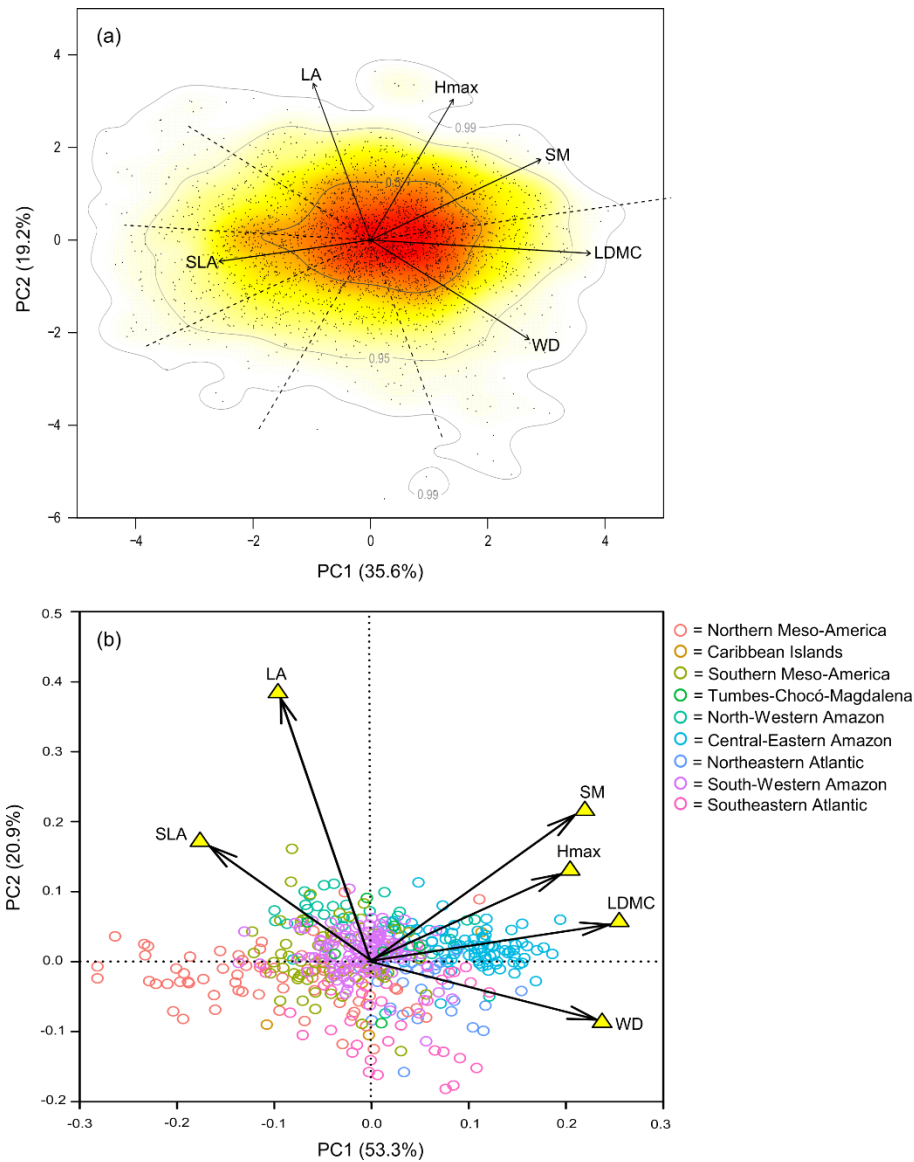 (a)
4
2
0
−2
−4
−6
PC2 (19.2%)
LA
Hmax
0.99
SM
LDMC
SLA
WD
0.95
0.99
−4
−2
0
2
4
PC1 (35.6%)
(b)
0.5
0.4
0.3
0.2
0.1
0.0
-0.1
-0.2
PC2 (20.9%)
LA
SLA
SM
Hmax
LDMC
WD
-0.3
-0.2
-0.1
0.0
0.1
0.2
0.3
PC1 (53.3%)
= Northern Meso-America
= Caribbean Islands
= Southern Meso-America
= Tumbes-Chocó-Magdalena
= North-Western Amazon
= Central-Eastern Amazon
= Northeastern Atlantic
= South-Western Amazon
= Southeastern Atlantic